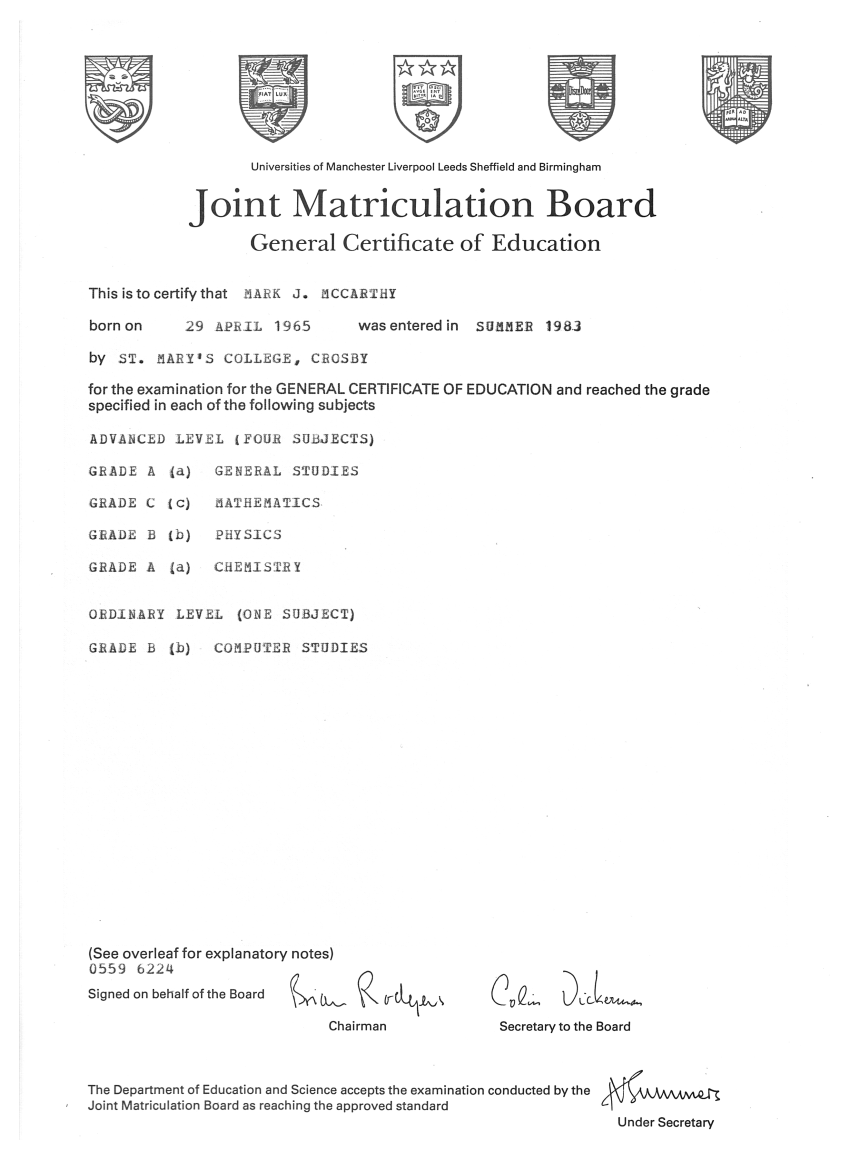 FIAT LUX
Universities of Manchester Liverpool Leeds Sheffield and Birmingham
Joint Matriculation Board
General Certificate of Education
This is to certify that MARK J. MCCARTHY
born on 29 APRIL 1965 was entered in SUMMER 1983
by ST. MARY'S COLLEGE, CROSBY
for the examination for the GENERAL CERTIFICATE OF EDUCATION and reached the grade
specified in each of the following subjects
ADVANCED LEVEL (FOUR SUBJECTS)
GRADE A (a) GENERAL STUDIES
GRADE C (c) MATHEMATICS
GRADE B (b) PHYSICS
GRADE A (a) CHEMISTRY
ORDINARY LEVEL (ONE SUBJECT)
GRADE B (b) COMPUTER STUDIES
(See overleaf for explanatory notes)
0559 6224
Signed on behalf of the Board Brian Rodgers Colin Vickerman
Chairman Secretary to the Board
The Department of Education and Science accepts the examination conducted by the
Joint Matriculation Board as reaching the approved standard
Under Secretary